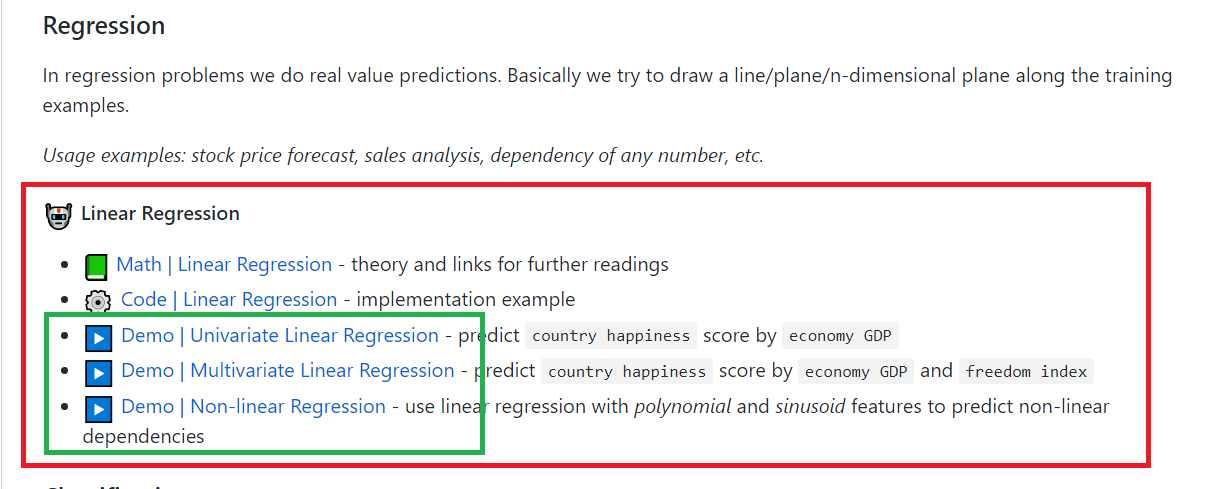 Regression
In regression problems we do real value predictions. Basically we try to draw a line/plane/n-dimensional plane along the training
examples.
Usage examples: stock price forecast, sales analysis, dependency of any number, etc.
Linear Regression
Math | Linear Regression - theory and links for further readings
Code | Linear Regression - implementation example
Demo | Univariate Linear Regression - predict country happiness score by economy GDP
Demo | Multivariate Linear Regression - predict country happiness score by economy GDP and freedom index
Demo | Non-linear Regression - use linear regression with polynomial and sinusoid features to predict non-linear
dependencies